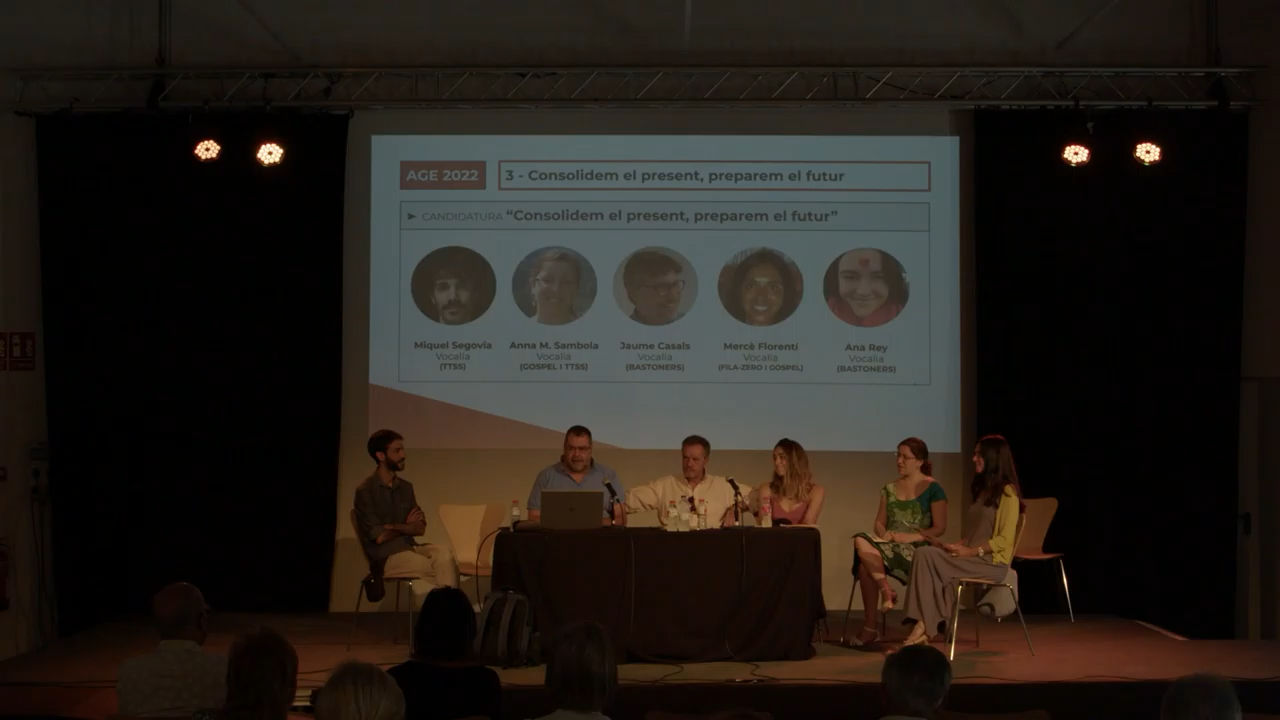 AGE 2022
3 - Consolidem el present, preparem el futur
► CANDIDATURA “Consolidem el present, preparem el futur”
Miquel Segovia
Vocalia
(TTSS)
Anna M. Sambola
Vocalia
(GOSPEL I TTSS)
Jaume Casals
Vocalia
(BASTONERS)
Mercè Florentí
Vocalia
(FILA-ZERO I GOSPEL)
Ana Rey
Vocalia
(BASTONERS)